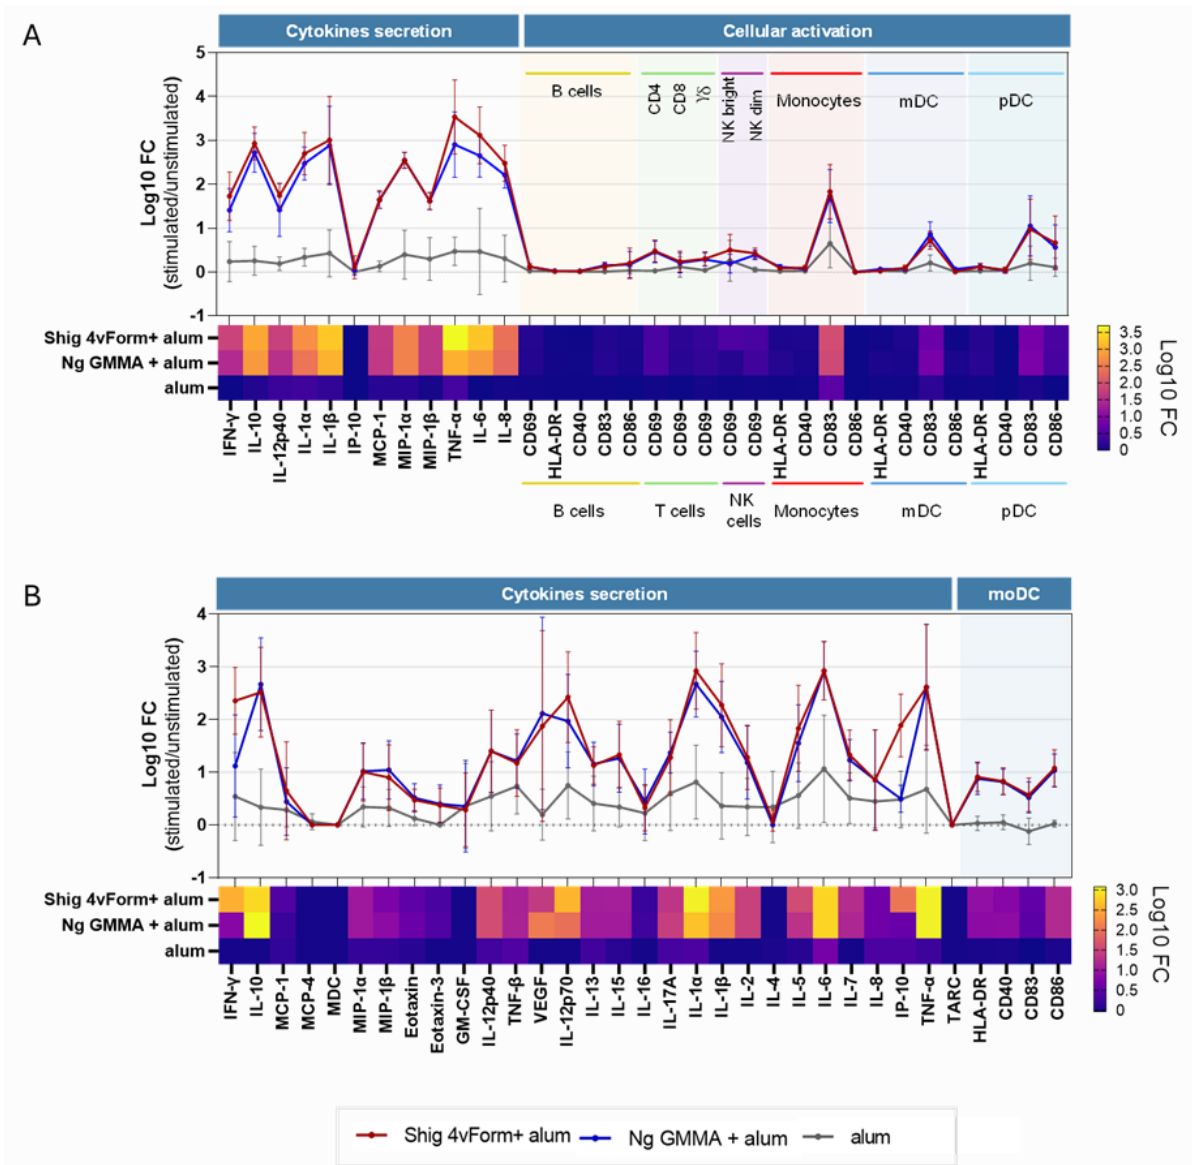 A
Cytokines secretion
Cellular activation
5
4
3
2
1
0
-1
Log10 FC
(stimulated/unstimulated)
B cells
CD4
CD8
γδ
NK bright
NK dim
Monocytes
mDC
pDC
Shig 4vForm+ alum
Ng GMMA + alum
alum
3.5
3.0
2.5
2.0
1.5
1.0
0.5
0
Log10 FC
IFN-γ
IL-10
IL-12p40
IL-1α
IL-1β
IP-10
MCP-1
MIP-1α
MIP-1β
TNF-α
IL-6
IL-8
CD69
HLA-DR
CD40
CD83
CD86
CD69
CD69
CD69
CD69
CD69
HLA-DR
CD40
CD83
CD86
HLA-DR
CD40
CD83
CD86
HLA-DR
CD40
CD83
CD86
B cells
T cells
NK
cells
Monocytes
mDC
pDC
B
Cytokines secretion
moDC
4
3
2
1
0
-1
Log10 FC
(stimulated/unstimulated)
Shig 4vForm+ alum
Ng GMMA + alum
alum
3.0
2.5
2.0
1.5
1.0
0.5
0
Log10 FC
IFN-γ
IL-10
MCP-1
MCP-4
MDC
MIP-1α
MIP-1β
Eotaxin
Eotaxin-3
GM-CSF
IL-12p40
TNF-β
VEGF
IL-12p70
IL-13
IL-15
IL-16
IL-17A
IL-1α
IL-1β
IL-2
IL-4
IL-5
IL-6
IL-7
IL-8
IP-10
TNF-α
TARC
HLA-DR
CD40
CD83
CD86
Shig 4vForm+ alum
Ng GMMA + alum
alum